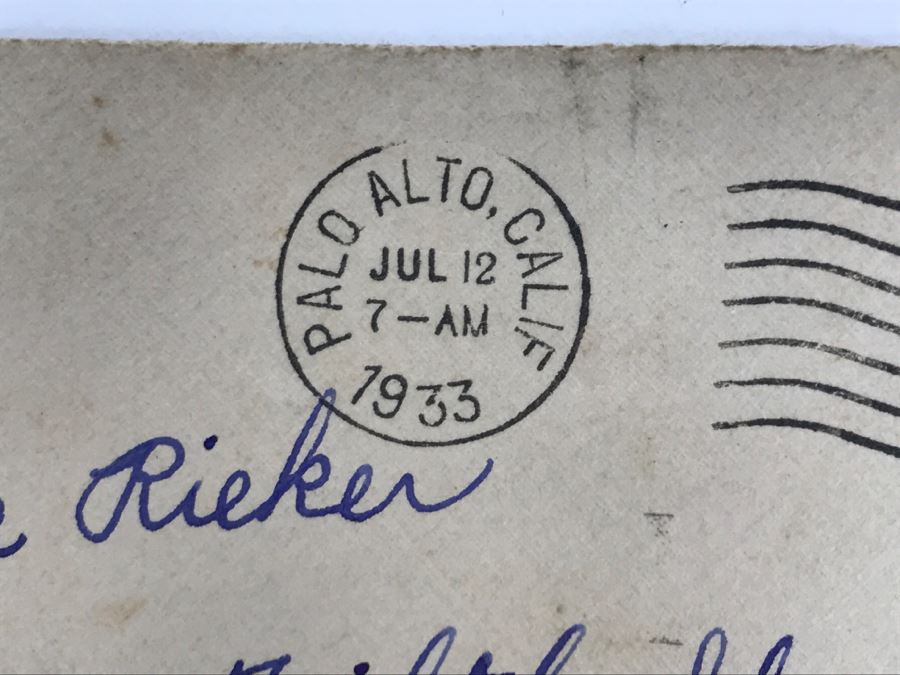 PALO ALTO, CALIF
JUL 12
7-AM
1933
Rieker